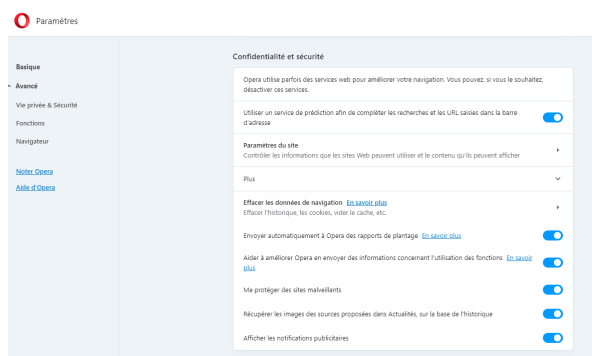 Paramètres
Basique
Avancé
Vie privée & Sécurité
Fonctions
Navigateur
Noter Opera
Aide d'Opera
Confidentialité et sécurité
Opera utilise parfois des services web pour améliorer votre navigation. Vous pouvez, si vous le souhaitez,
désactiver ces services.
Utiliser un service de prédiction afin de compléter les recherches et les URL saisies dans la barre
d'adresse
Paramètres du site
Contrôler les informations que les sites Web peuvent utiliser et le contenu qu'ils peuvent afficher
Plus
Effacer les données de navigation En savoir plus
Effacer l'historique, les cookies, vider le cache, etc.
Envoyer automatiquement à Opera des rapports de plantage En savoir plus
Aider à améliorer Opera en envoyer des informations concernant l'utilisation des fonctions En savoir
plus
Me protéger des sites malveillants
Récupérer les images des sources proposées dans Actualités, sur la base de l'historique
Afficher les notifications publicitaires